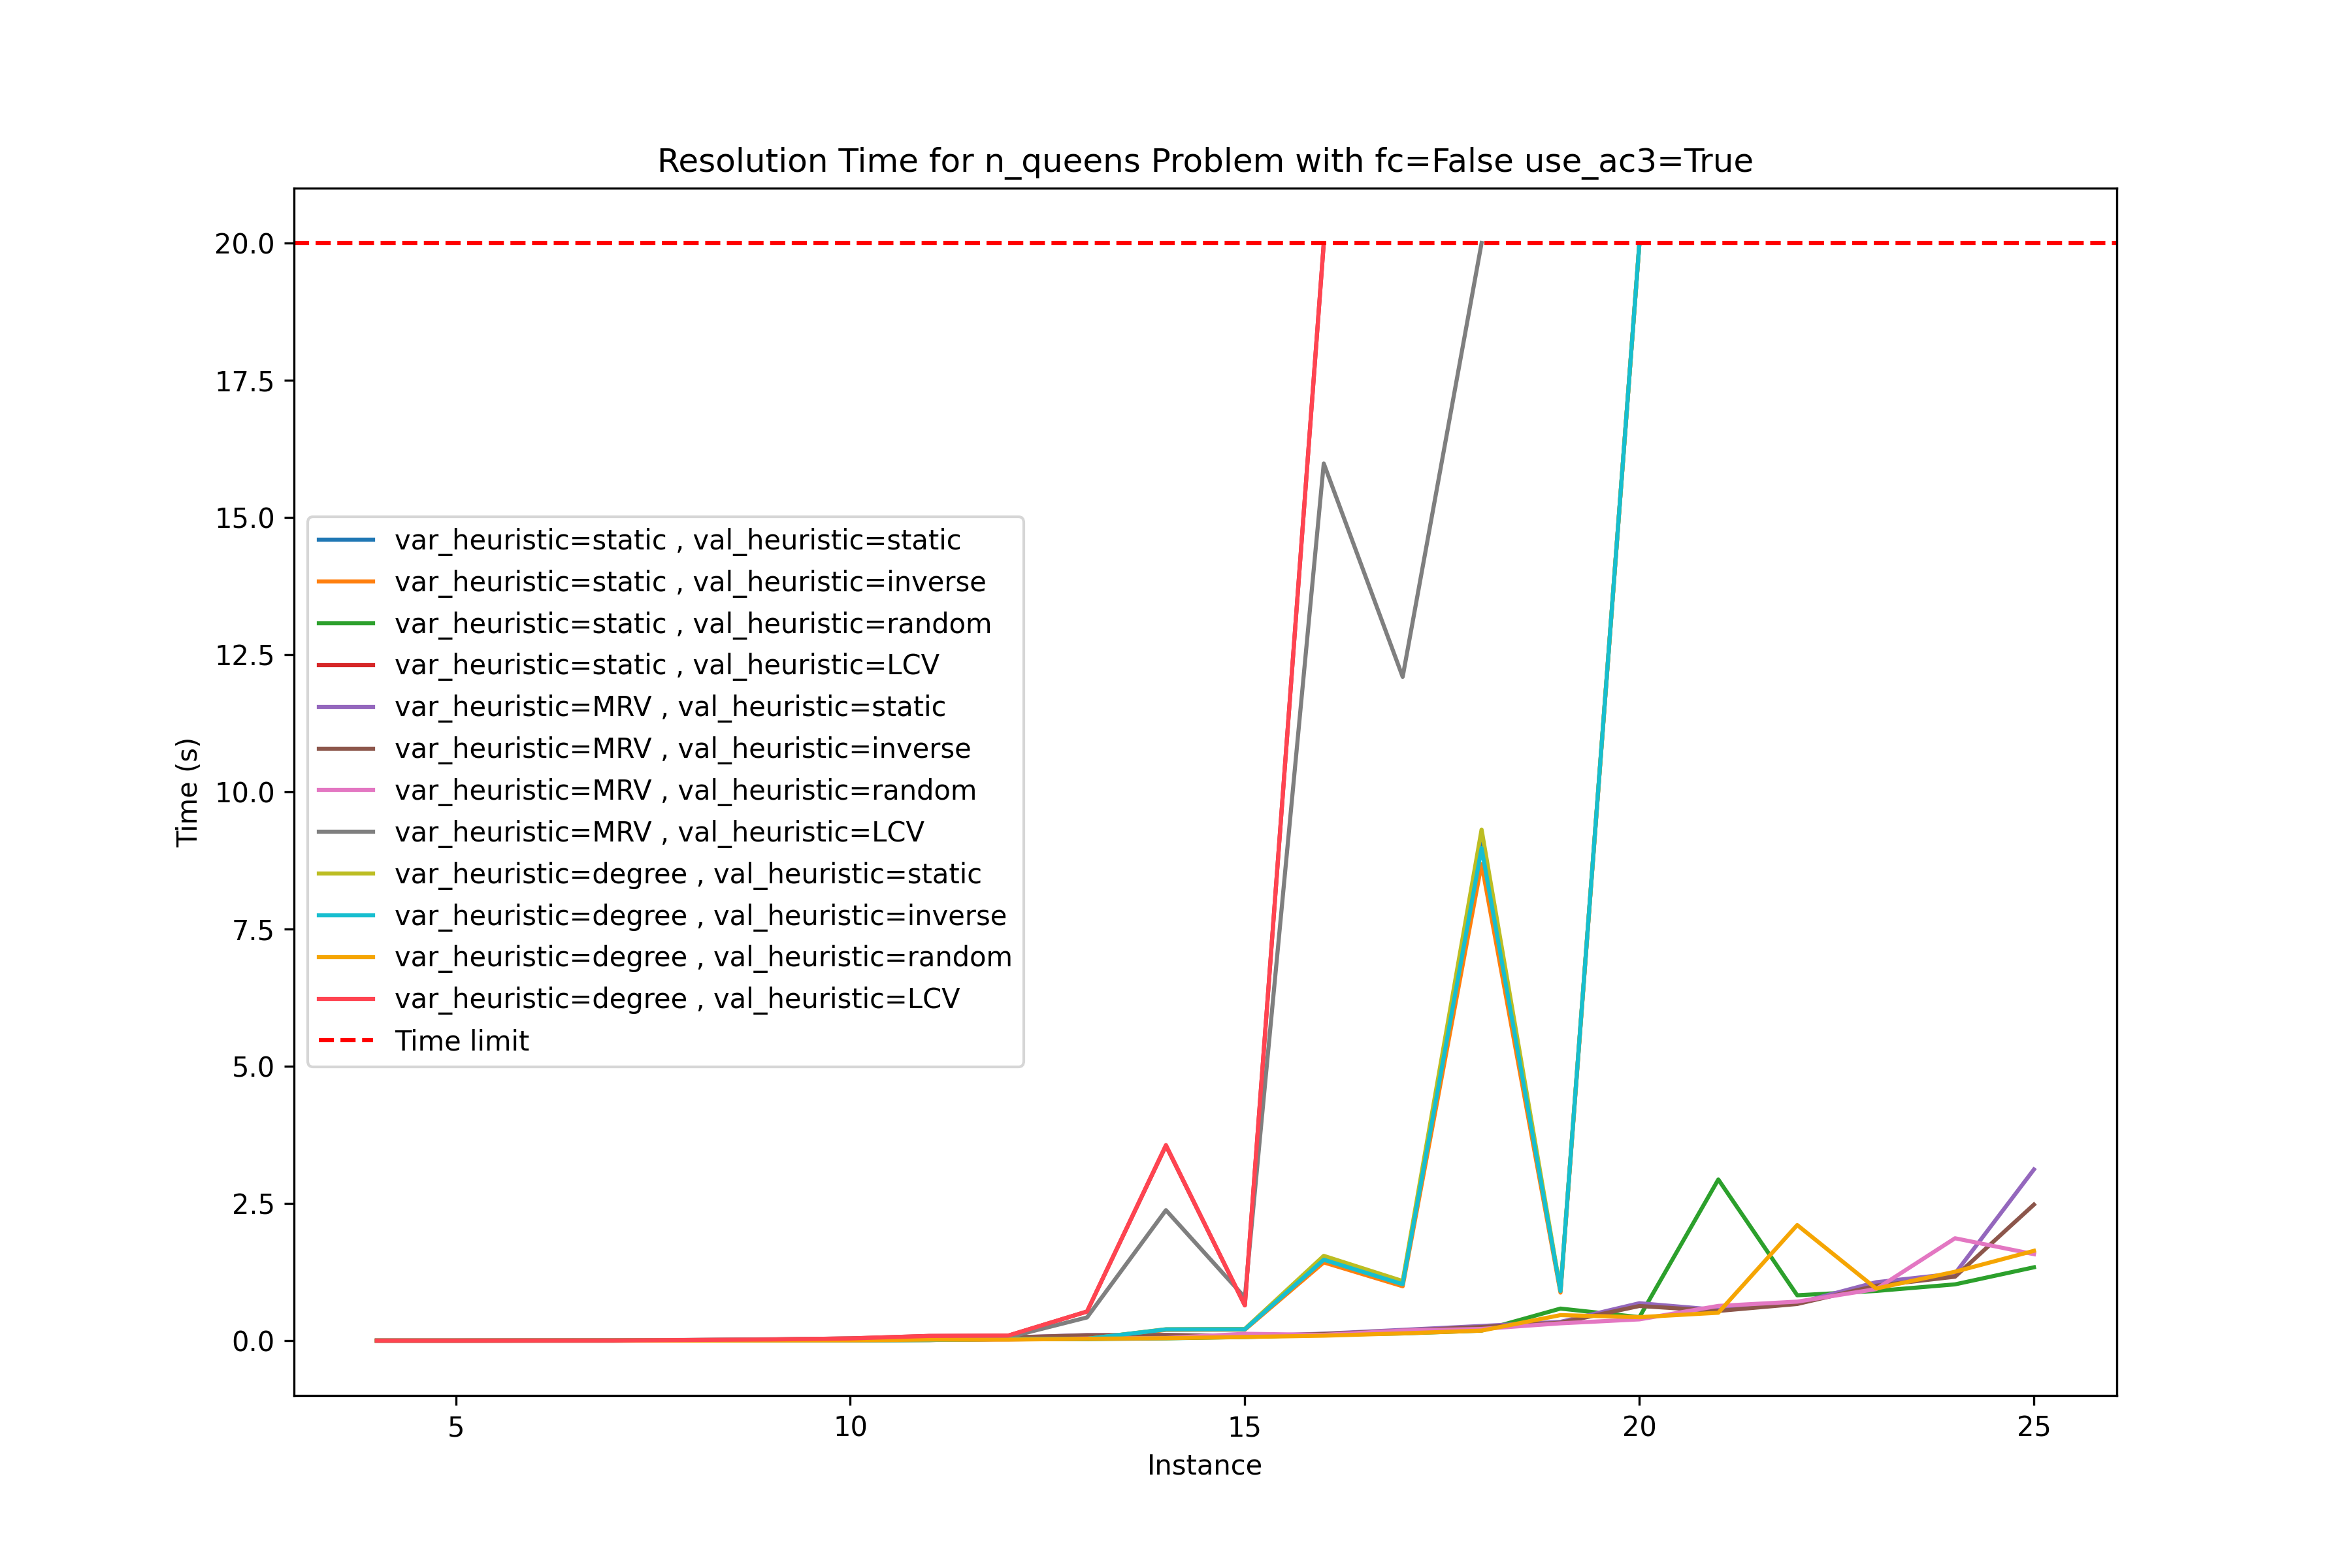 Resolution Time for n_queens Problem with fc=False use_ac3=True
20.0
17.5
15.0
12.5
10.0
7.5
5.0
2.5
0.0
Time (s)
var_heuristic=static , val_heuristic=static
var_heuristic=static , val_heuristic=inverse
var_heuristic=static , val_heuristic=random
var_heuristic=static , val_heuristic=LCV
var_heuristic=MRV , val_heuristic=static
var_heuristic=MRV , val_heuristic=inverse
var_heuristic=MRV , val_heuristic=random
var_heuristic=MRV , val_heuristic=LCV
var_heuristic=degree , val_heuristic=static
var_heuristic=degree , val_heuristic=inverse
var_heuristic=degree , val_heuristic=random
var_heuristic=degree , val_heuristic=LCV
Time limit
5 10 15 20 25
Instance